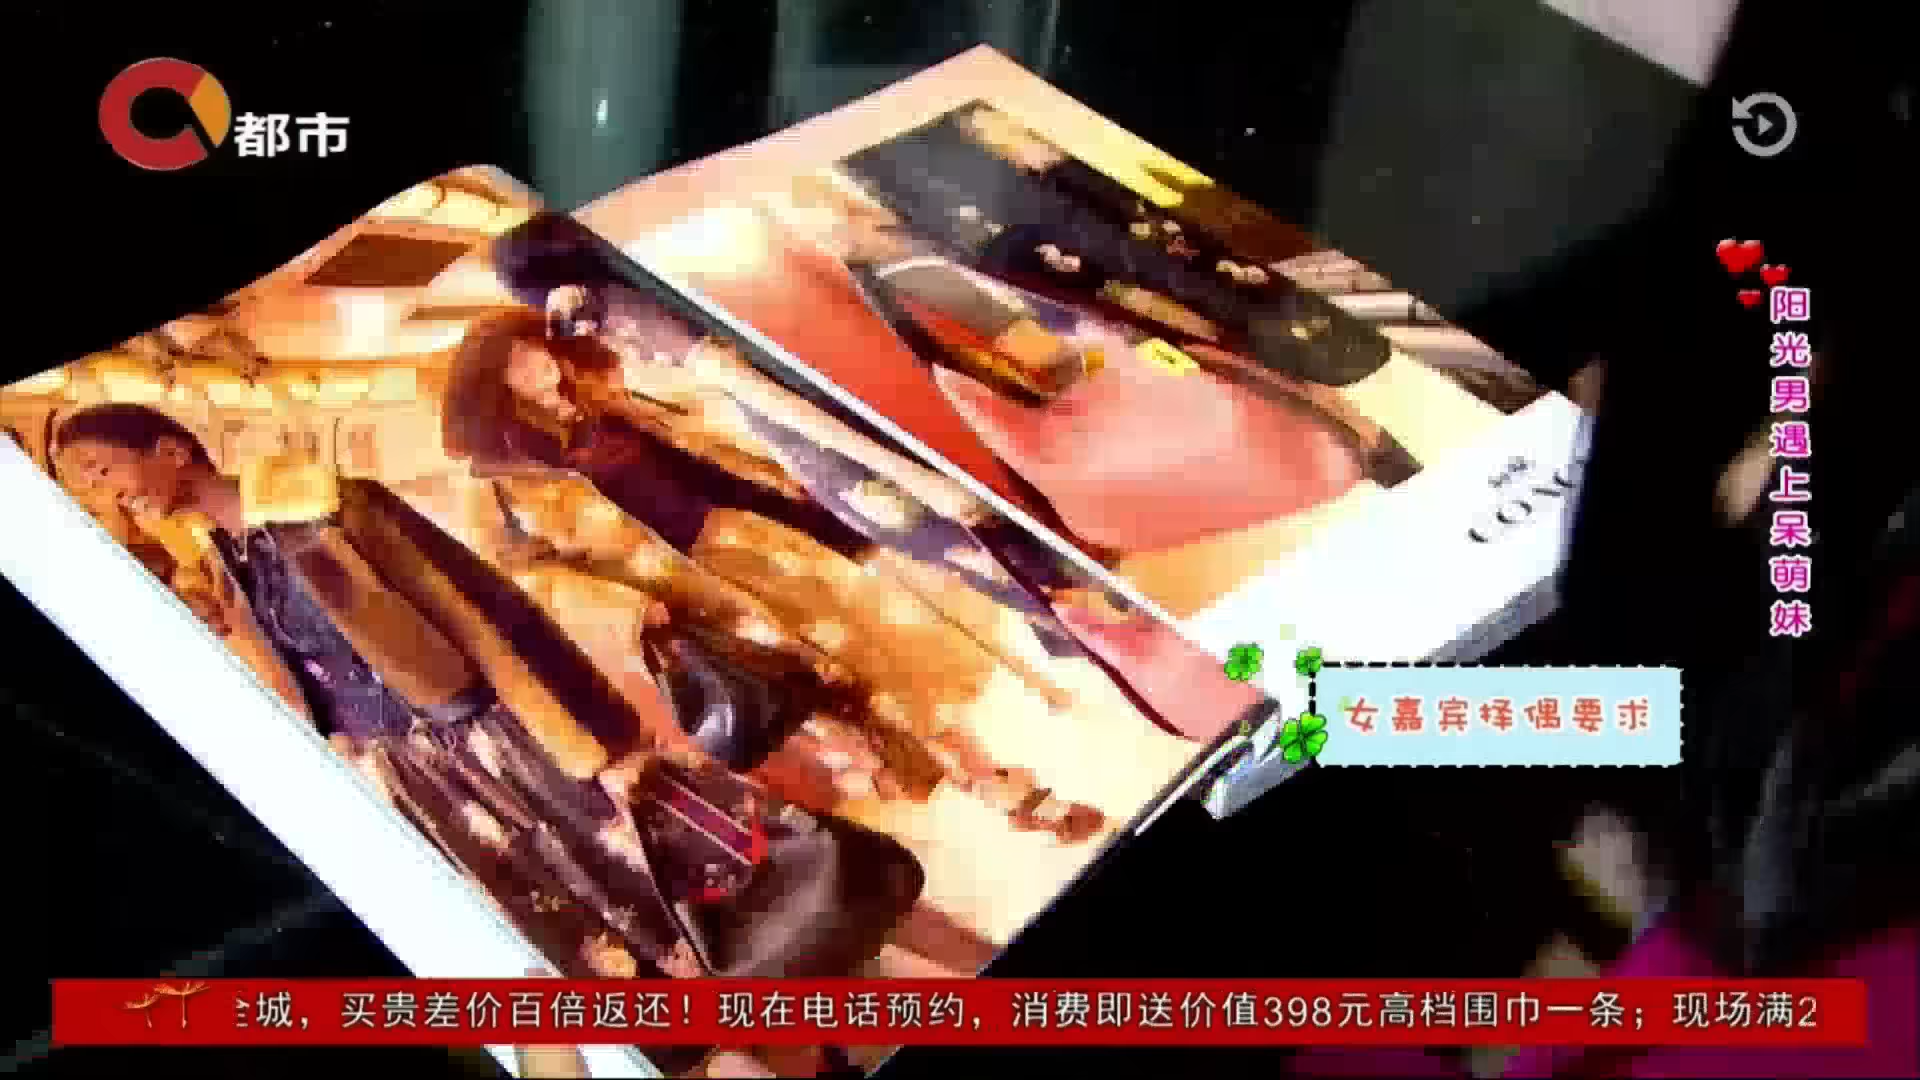 都市
阳光男遇上呆萌妹
女嘉宾择偶要求
城，买贵差价百倍返还！现在电话预约，消费即送价值398元高档围巾一条；现场满2